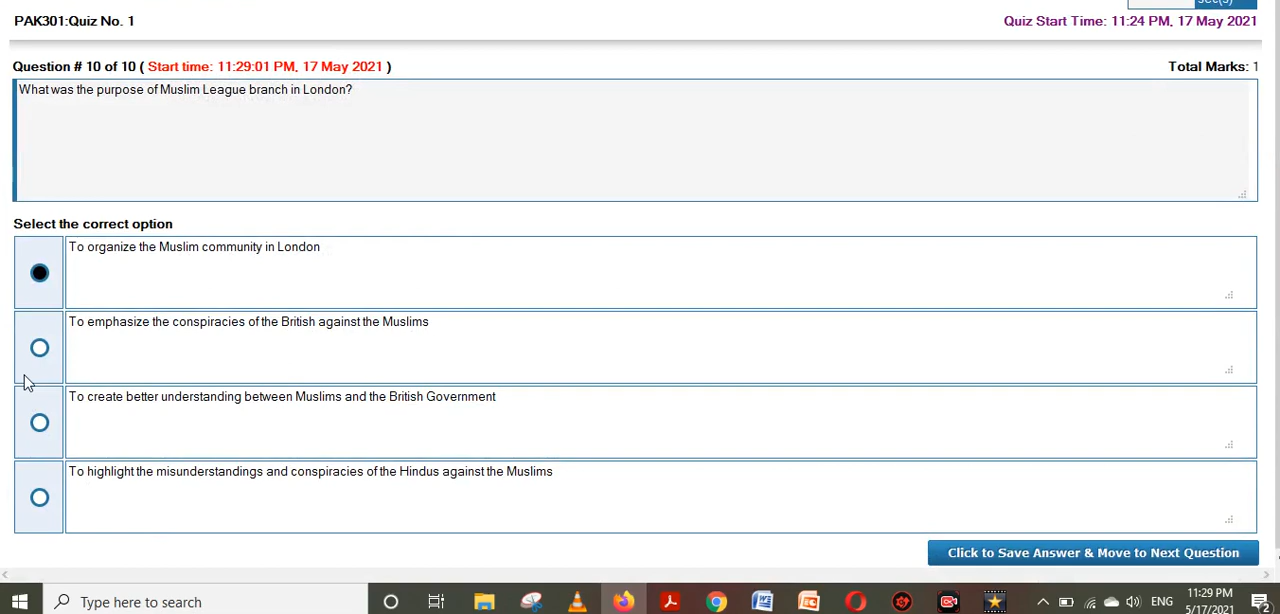 sec(s)
PAK301:Quiz No. 1
Quiz Start Time: 11:24 PM, 17 May 2021
Question # 10 of 10 ( Start time: 11:29:01 PM, 17 May 2021 )
Total Marks: 1
What was the purpose of Muslim League branch in London?
Select the correct option
To organize the Muslim community in London
To emphasize the conspiracies of the British against the Muslims
To create better understanding between Muslims and the British Government
To highlight the misunderstandings and conspiracies of the Hindus against the Muslims
Click to Save Answer & Move to Next Question
Type here to search
ENG
11:29 PM
5/17/2021